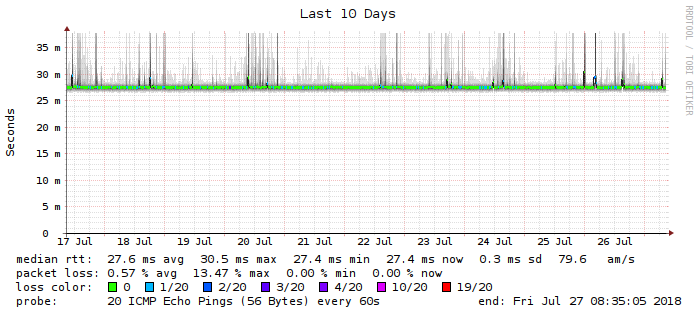 Last 10 Days
RRDTOOL / TOBI OETIKER
Seconds
35 m
30 m
25 m
20 m
15 m
10 m
5 m
0
17 Jul 18 Jul 19 Jul 20 Jul 21 Jul 22 Jul 23 Jul 24 Jul 25 Jul 26 Jul
median rtt: 27.6 ms avg 30.5 ms max 27.4 ms min 27.4 ms now 0.3 ms sd 79.6 am/s
packet loss: 0.57 % avg 13.47 % max 0.00 % min 0.00 % now
loss color: 0 1/20 2/20 3/20 4/20 10/20 19/20
probe: 20 ICMP Echo Pings (56 Bytes) every 60s end: Fri Jul 27 08:35:05 2018